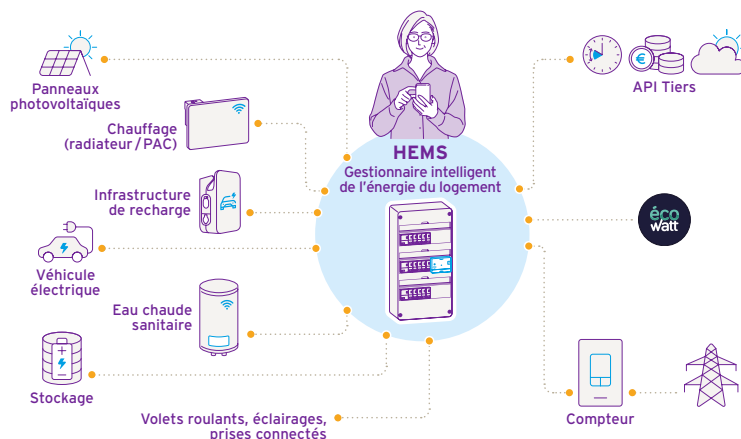 Panneaux
photovoltaïques
Chauffage
(radiateur / PAC)
Infrastructure
de recharge
Véhicule
électrique
Eau chaude
sanitaire
Stockage
Volets roulants, éclairages,
prises connectés
HEMS
Gestionnaire intelligent
de l'énergie du logement
€
API Tiers
éco
watt
Compteur